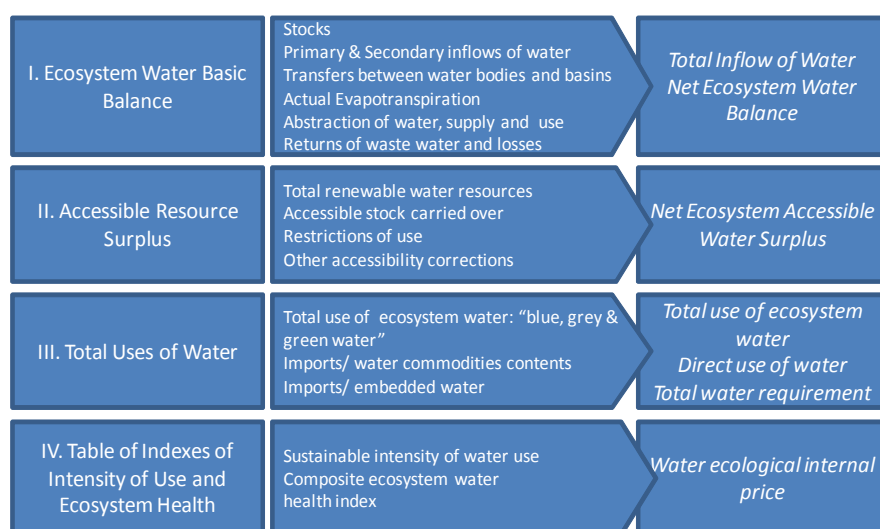 I. Ecosystem Water Basic
Balance
Stocks
Primary & Secondary inflows of water
Transfers between water bodies and basins
Actual Evapotranspiration
Abstraction of water, supply and use
Returns of waste water and losses
Total Inflow of Water
Net Ecosystem Water
Balance
II. Accessible Resource
Surplus
Total renewable water resources
Accessible stock carried over
Restrictions of use
Other accessibility corrections
Net Ecosystem Accessible
Water Surplus
III. Total Uses of Water
Total use of ecosystem water: “blue, grey &
green water”
Imports/ water commodities contents
Imports/ embedded water
Total use of ecosystem
water
Direct use of water
Total water requirement
IV. Table of Indexes of
Intensity of Use and
Ecosystem Health
Sustainable intensity of water use
Composite ecosystem water
health index
Water ecological internal
price